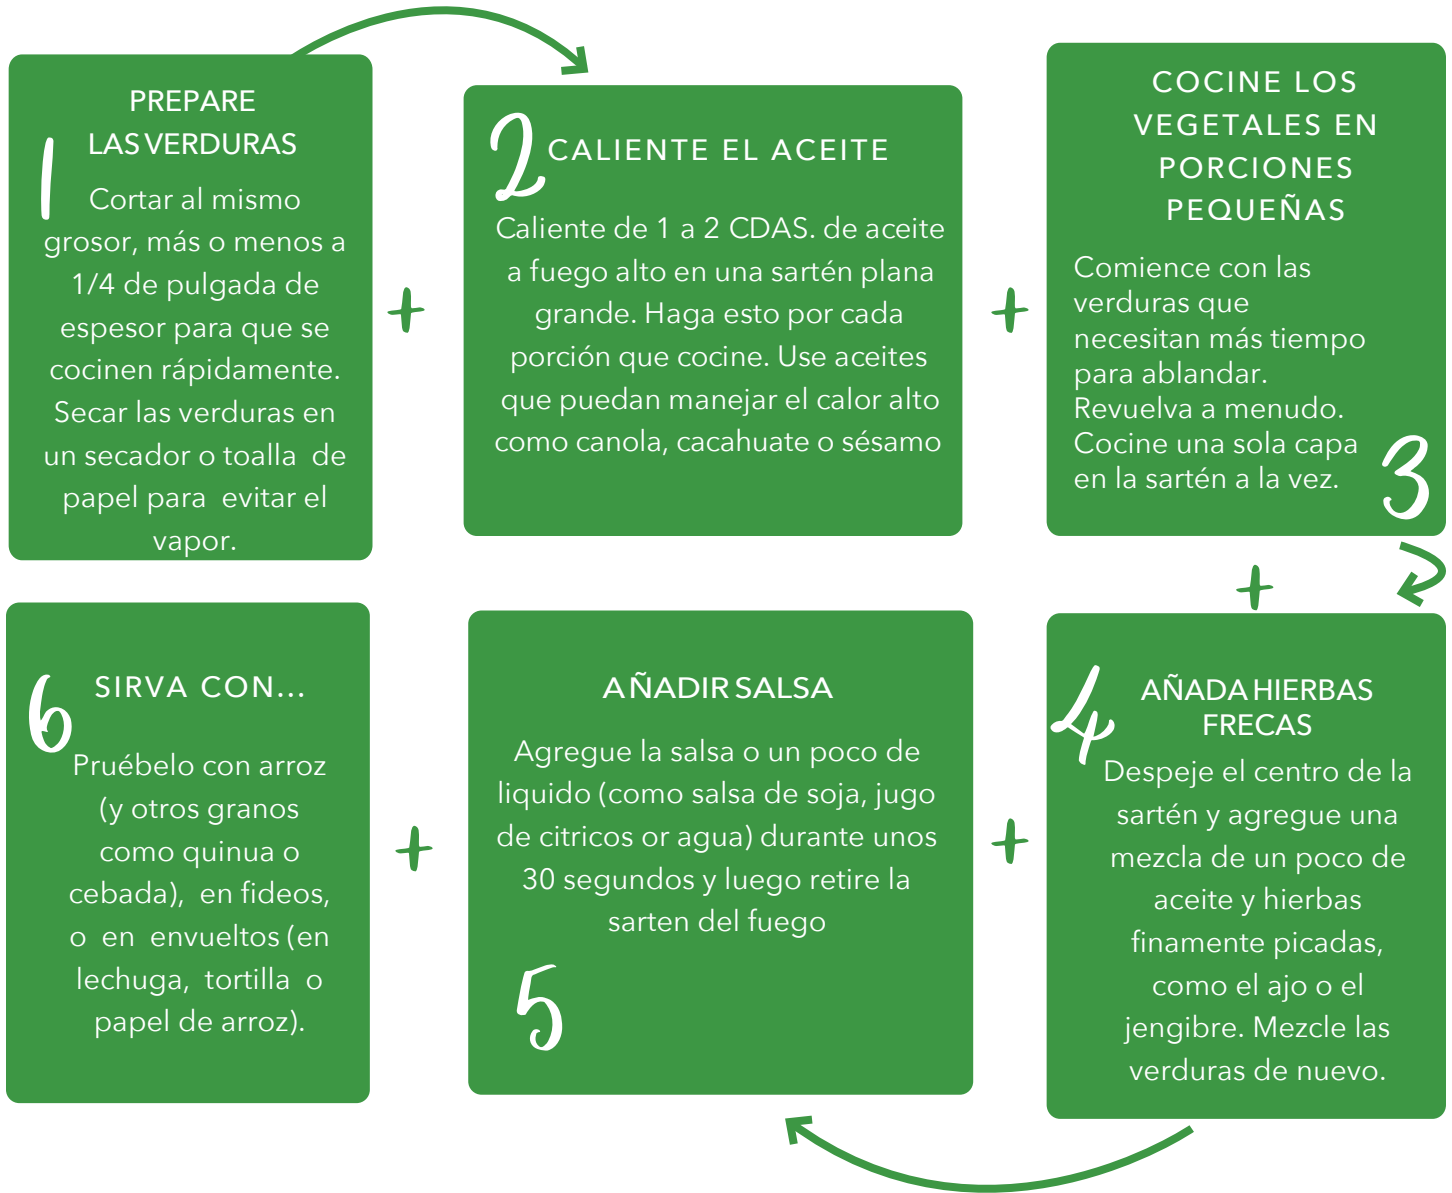 1
PREPARE
LAS VERDURAS
Cortar al mismo
grosor, más o menos a
1/4 de pulgada de
espesor para que se
cocinen rápidamente.
Secar las verduras en
un secador o toalla de
papel para evitar el
vapor.
+
2
CALIENTE EL ACEITE
Caliente de 1 a 2 CDAS. de aceite
a fuego alto en una sartén plana
grande. Haga esto por cada
porción que cocine. Use aceites
que puedan manejar el calor alto
como canola, cacahuate o sésamo
+
COCINE LOS
VEGETALES EN
PORCIONES
PEQUEÑAS
Comience con las
verduras que
necesitan más tiempo
para ablandar.
Revuelva a menudo.
Cocine una sola capa
en la sartén a la vez.
3
+
4
AÑADA HIERBAS
FRECAS
Despeje el centro de la
sartén y agregue una
mezcla de un poco de
aceite y hierbas
finamente picadas,
como el ajo o el
jengibre. Mezcle las
verduras de nuevo.
+
AÑADIR SALSA
Agregue la salsa o un poco de
liquido (como salsa de soja, jugo
de citricos or agua) durante unos
30 segundos y luego retire la
sarten del fuego
5
+
6
SIRVA CON...
Pruébelo con arroz
(y otros granos
como quinua o
cebada), en fideos,
o en envueltos (en
lechuga, tortilla o
papel de arroz).